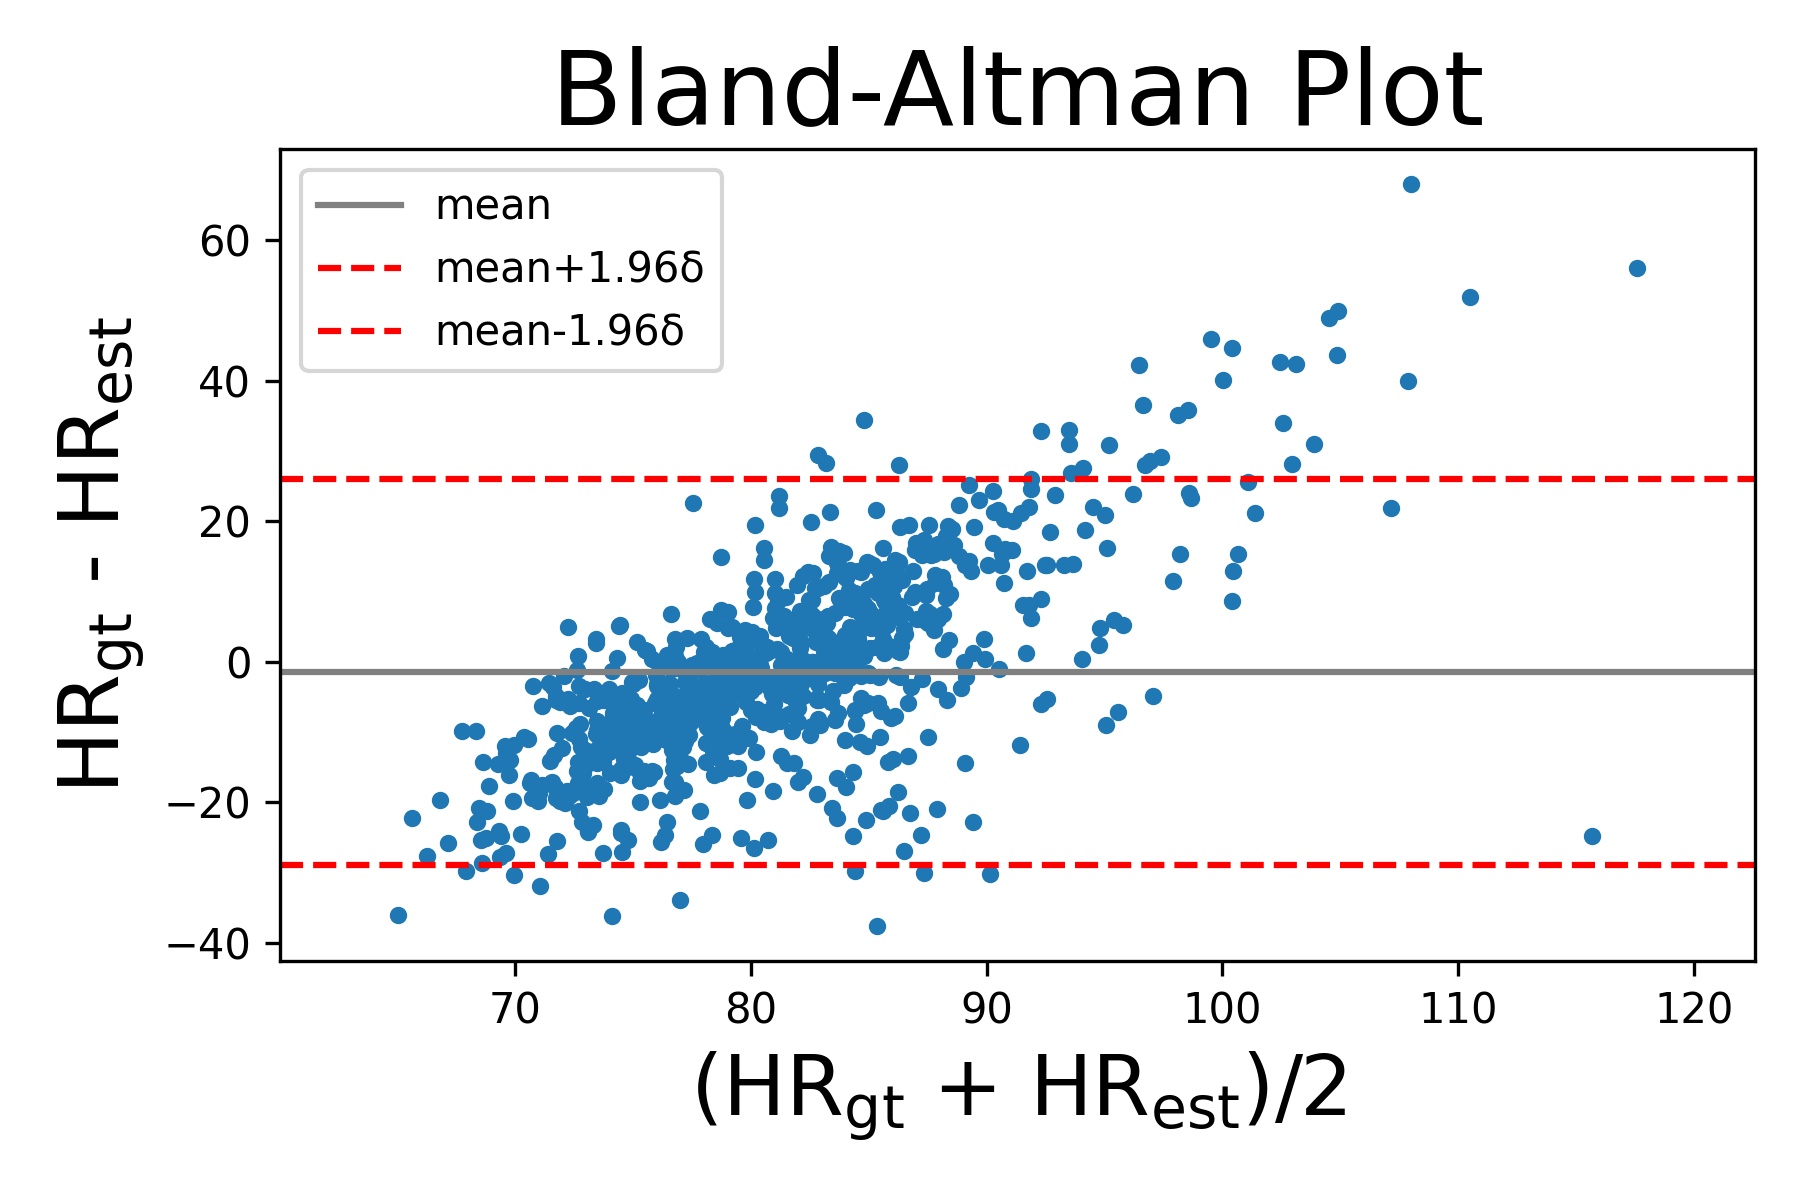 Bland-Altman Plot
mean
mean+1.96δ
mean-1.96δ
HRgt - HRest
60
40
20
0
−20
−40
70 80 90 100 110 120
(HRgt + HRest)/2